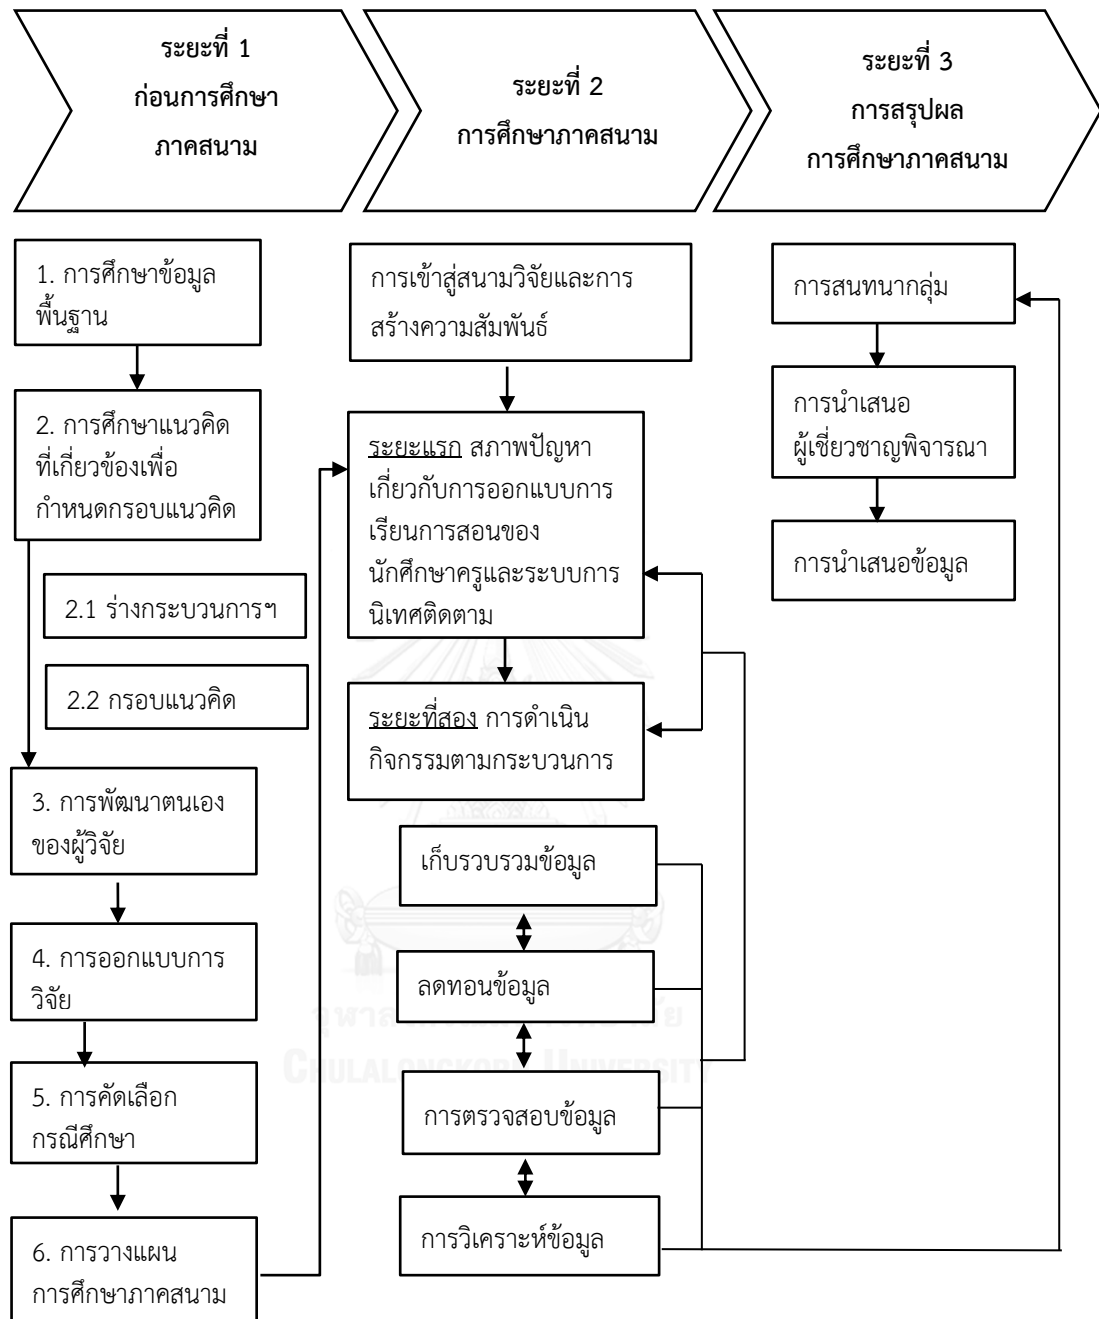 ระยะที่ 1
ก่อนการศึกษา
ภาคสนาม
ระยะที่ 2
การศึกษาภาคสนาม
ระยะที่ 3
การสรุปผล
การศึกษาภาคสนาม
1. การศึกษาข้อมูล
พื้นฐาน
2. การศึกษาแนวคิด
ที่เกี่ยวข้องเพื่อ
กำหนดกรอบแนวคิด
2.1 ร่างกระบวนการฯ
2.2 กรอบแนวคิด
3. การพัฒนาตนเอง
ของผู้วิจัย
4. การออกแบบการ
วิจัย
5. การคัดเลือก
กรณีศึกษา
6. การวางแผน
การศึกษาภาคสนาม
การเข้าสู่สนามวิจัยและการ
สร้างความสัมพันธ์
ระยะแรก สภาพปัญหา
เกี่ยวกับการออกแบบการ
เรียนการสอนของ
นักศึกษาครูและระบบการ
นิเทศติดตาม
ระยะที่สอง การดำเนิน
กิจกรรมตามกระบวนการ
เก็บรวบรวมข้อมูล
ลดทอนข้อมูล
การตรวจสอบข้อมูล
การวิเคราะห์ข้อมูล
การสนทนากลุ่ม
การนำเสนอ
ผู้เชี่ยวชาญพิจารณา
การนำเสนอข้อมูล
CHULALONGKORN UNIVERSITY